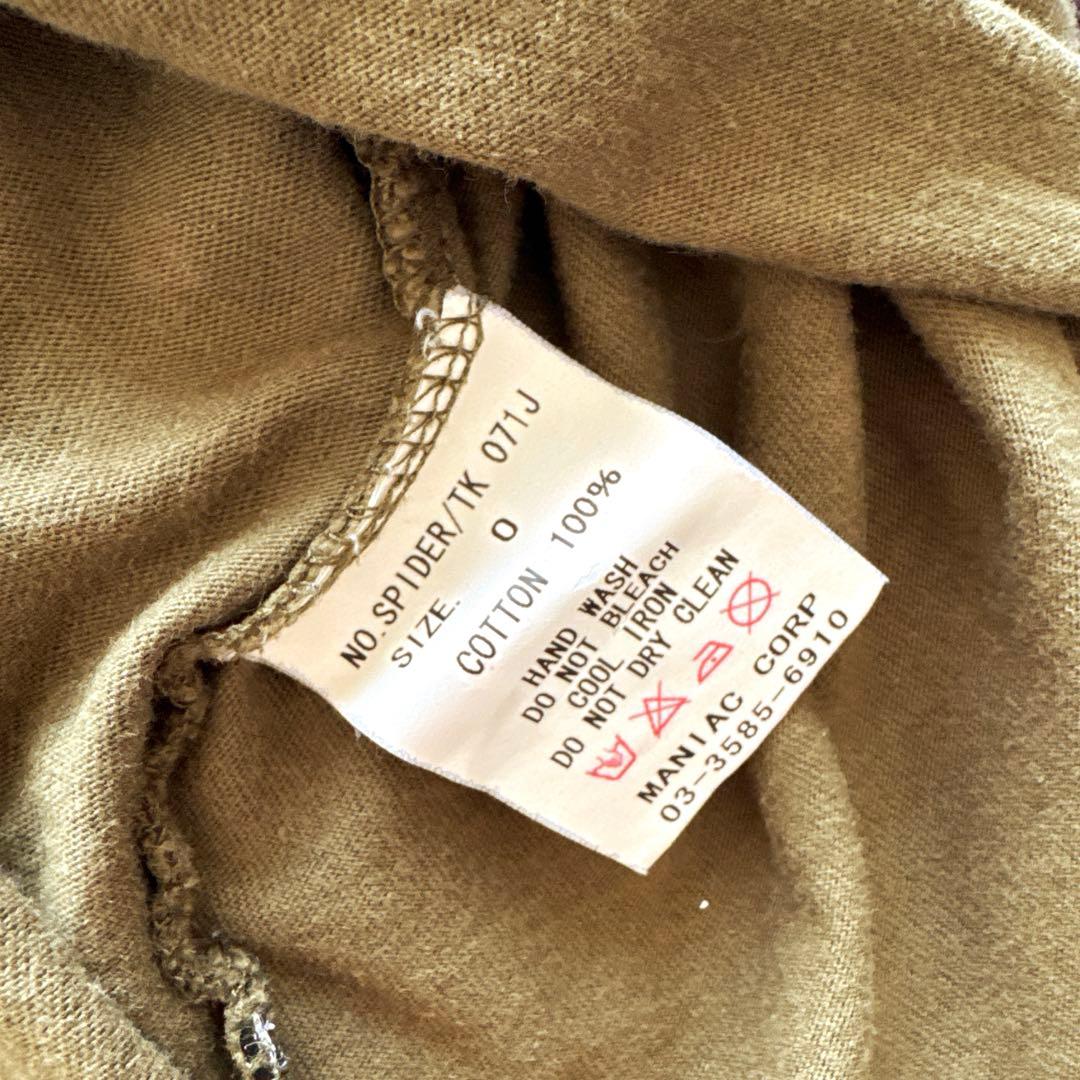 NO.SPIDER/TK 071J
SIZE. 0
COTTON 100%
HAND WASH
DO NOT BLEACH
COOL IRON
DO NOT DRY CLEAN
MANIAC CORP
03-3585-6910